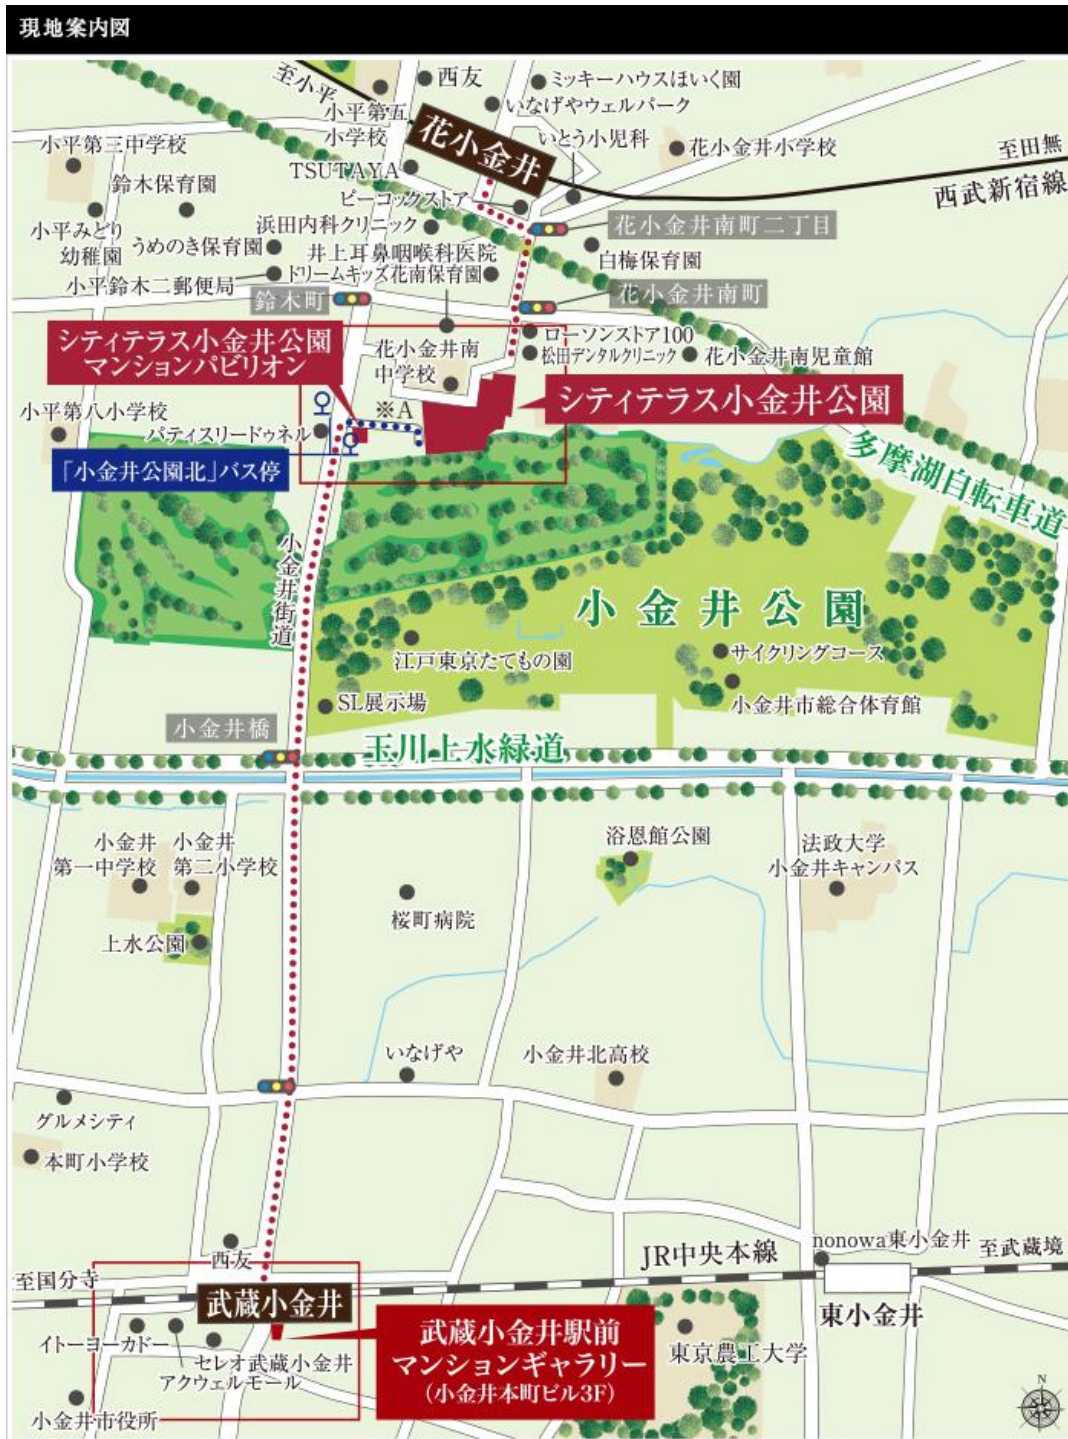 現地案内図
至小平
西友
ミッキーハウスほいく園
小平第五
小学校
いなげやウェルパーク
花小金井
いとう小児科
花小金井小学校
至田無
西武新宿線
小平第三中学校
TSUTAYA
鈴木保育園
ピーコックストア
浜田内科クリニック
花小金井南町二丁目
小平みどり
幼稚園
うめのき保育園
井上耳鼻咽喉科医院
白梅保育園
ドリームキッズ花南保育園
小平鈴木二郵便局
鈴木町
花小金井南町
シティテラス小金井公園
マンションパビリオン
花小金井南
中学校
ローソンストア100
松田デンタルクリニック
花小金井南児童館
シティテラス小金井公園
※A
小平第八小学校
パティスリードゥネル
「小金井公園北」バス停
多摩湖自転車道
小金井街道
小金井公園
江戸東京たてもの園
サイクリングコース
SL展示場
小金井市総合体育館
小金井橋
玉川上水緑道
小金井
第一中学校
小金井
第二小学校
浴恩館公園
法政大学
小金井キャンパス
桜町病院
上水公園
いなげや
小金井北高校
グルメシティ
本町小学校
西友
JR中央本線
nonowa東小金井
至武蔵境
至国分寺
武蔵小金井
東小金井
武蔵小金井駅前
マンションギャラリー
(小金井本町ビル3F)
イトーヨーカドー
セレオ武蔵小金井
アクウェルモール
東京農工大学
小金井市役所
N